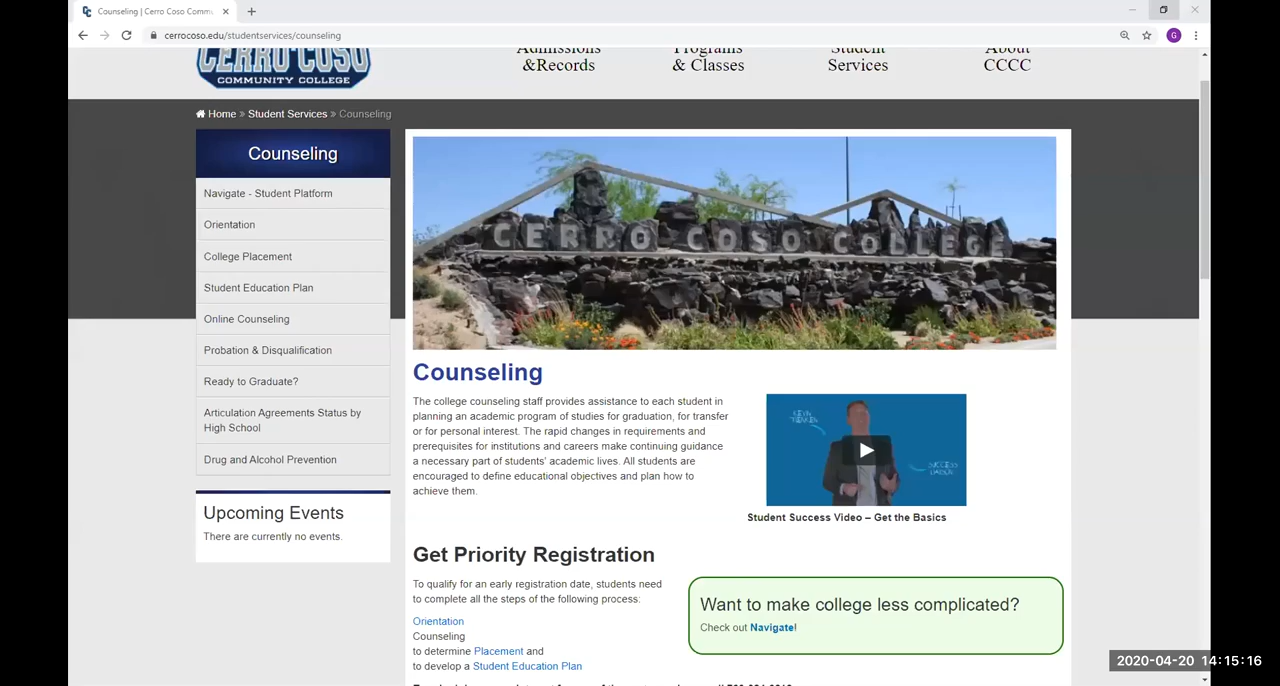 Counseling | Cerro Coso Commu
cerrocoso.edu/studentservices/counseling
G
CERRO COSO
COMMUNITY COLLEGE
Admissions
&Records
Programs
& Classes
Student
Services
About
CCCC
Home » Student Services » Counseling
Counseling
Navigate - Student Platform
Orientation
College Placement
Student Education Plan
Online Counseling
Probation & Disqualification
Ready to Graduate?
Articulation Agreements Status by
High School
Drug and Alcohol Prevention
Upcoming Events
There are currently no events.
CERRO COSO COLLEGE
Counseling
The college counseling staff provides assistance to each student in
planning an academic program of studies for graduation, for transfer
or for personal interest. The rapid changes in requirements and
prerequisites for institutions and careers make continuing guidance
a necessary part of students' academic lives. All students are
encouraged to define educational objectives and plan how to
achieve them.
Student Success Video – Get the Basics
Get Priority Registration
To qualify for an early registration date, students need
to complete all the steps of the following process:
Orientation
Counseling
to determine Placement and
to develop a Student Education Plan
Want to make college less complicated?
Check out Navigate!
2020-04-20 14:15:16